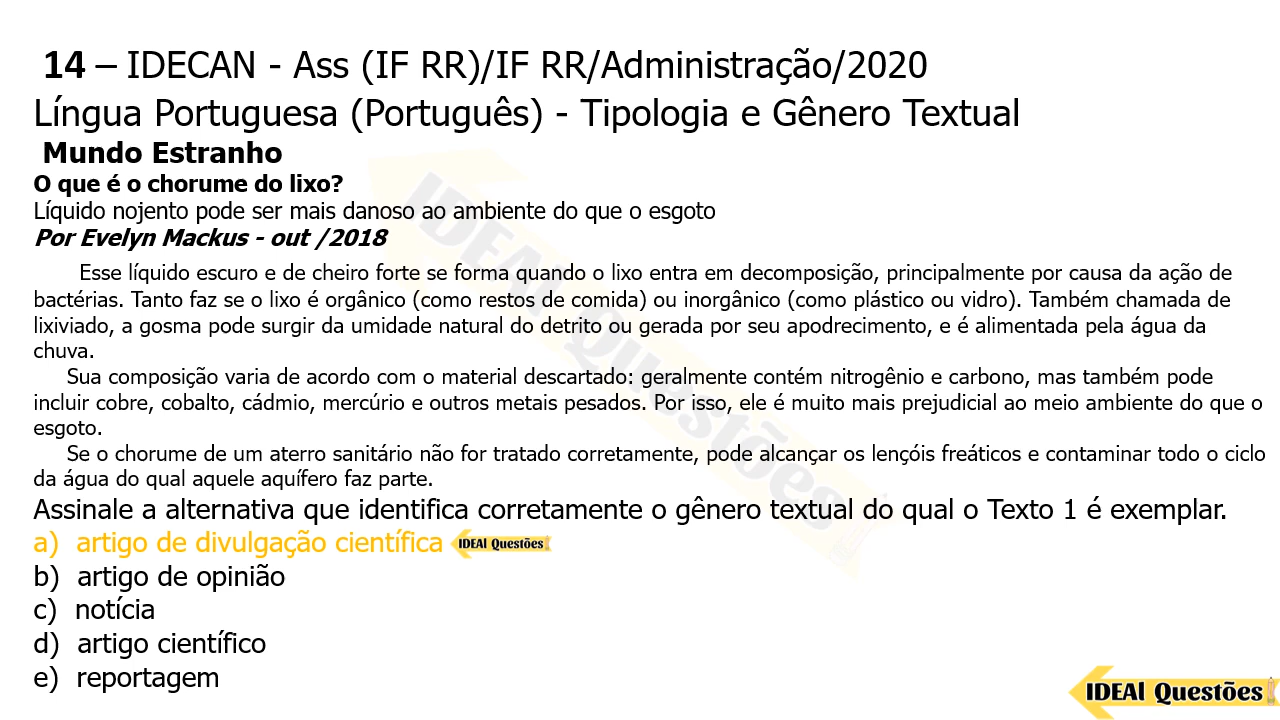 14 – IDECAN - Ass (IF RR)/IF RR/Administração/2020
Língua Portuguesa (Português) - Tipologia e Gênero Textual
Mundo Estranho
O que é o chorume do lixo?
Líquido nojento pode ser mais danoso ao ambiente do que o esgoto
Por Evelyn Mackus - out /2018
Esse líquido escuro e de cheiro forte se forma quando o lixo entra em decomposição, principalmente por causa da ação de
bactérias. Tanto faz se o lixo é orgânico (como restos de comida) ou inorgânico (como plástico ou vidro). Também chamada de
lixiviado, a gosma pode surgir da umidade natural do detrito ou gerada por seu apodrecimento, e é alimentada pela água da
chuva.
Sua composição varia de acordo com o material descartado: geralmente contém nitrogênio e carbono, mas também pode
incluir cobre, cobalto, cádmio, mercúrio e outros metais pesados. Por isso, ele é muito mais prejudicial ao meio ambiente do que o
esgoto.
Se o chorume de um aterro sanitário não for tratado corretamente, pode alcançar os lençóis freáticos e contaminar todo o ciclo
da água do qual aquele aquífero faz parte.
Assinale a alternativa que identifica corretamente o gênero textual do qual o Texto 1 é exemplar.
a) artigo de divulgação científica IDEAl Questões
b) artigo de opinião
c) notícia
d) artigo científico
e) reportagem
IDEAl Questões
IDEAl Questões